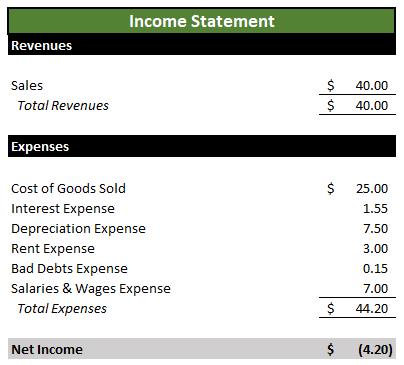 Income Statement
Revenues
Sales $ 40.00
Total Revenues $ 40.00
Expenses
Cost of Goods Sold $ 25.00
Interest Expense 1.55
Depreciation Expense 7.50
Rent Expense 3.00
Bad Debts Expense 0.15
Salaries & Wages Expense 7.00
Total Expenses $ 44.20
Net Income $ (4.20)